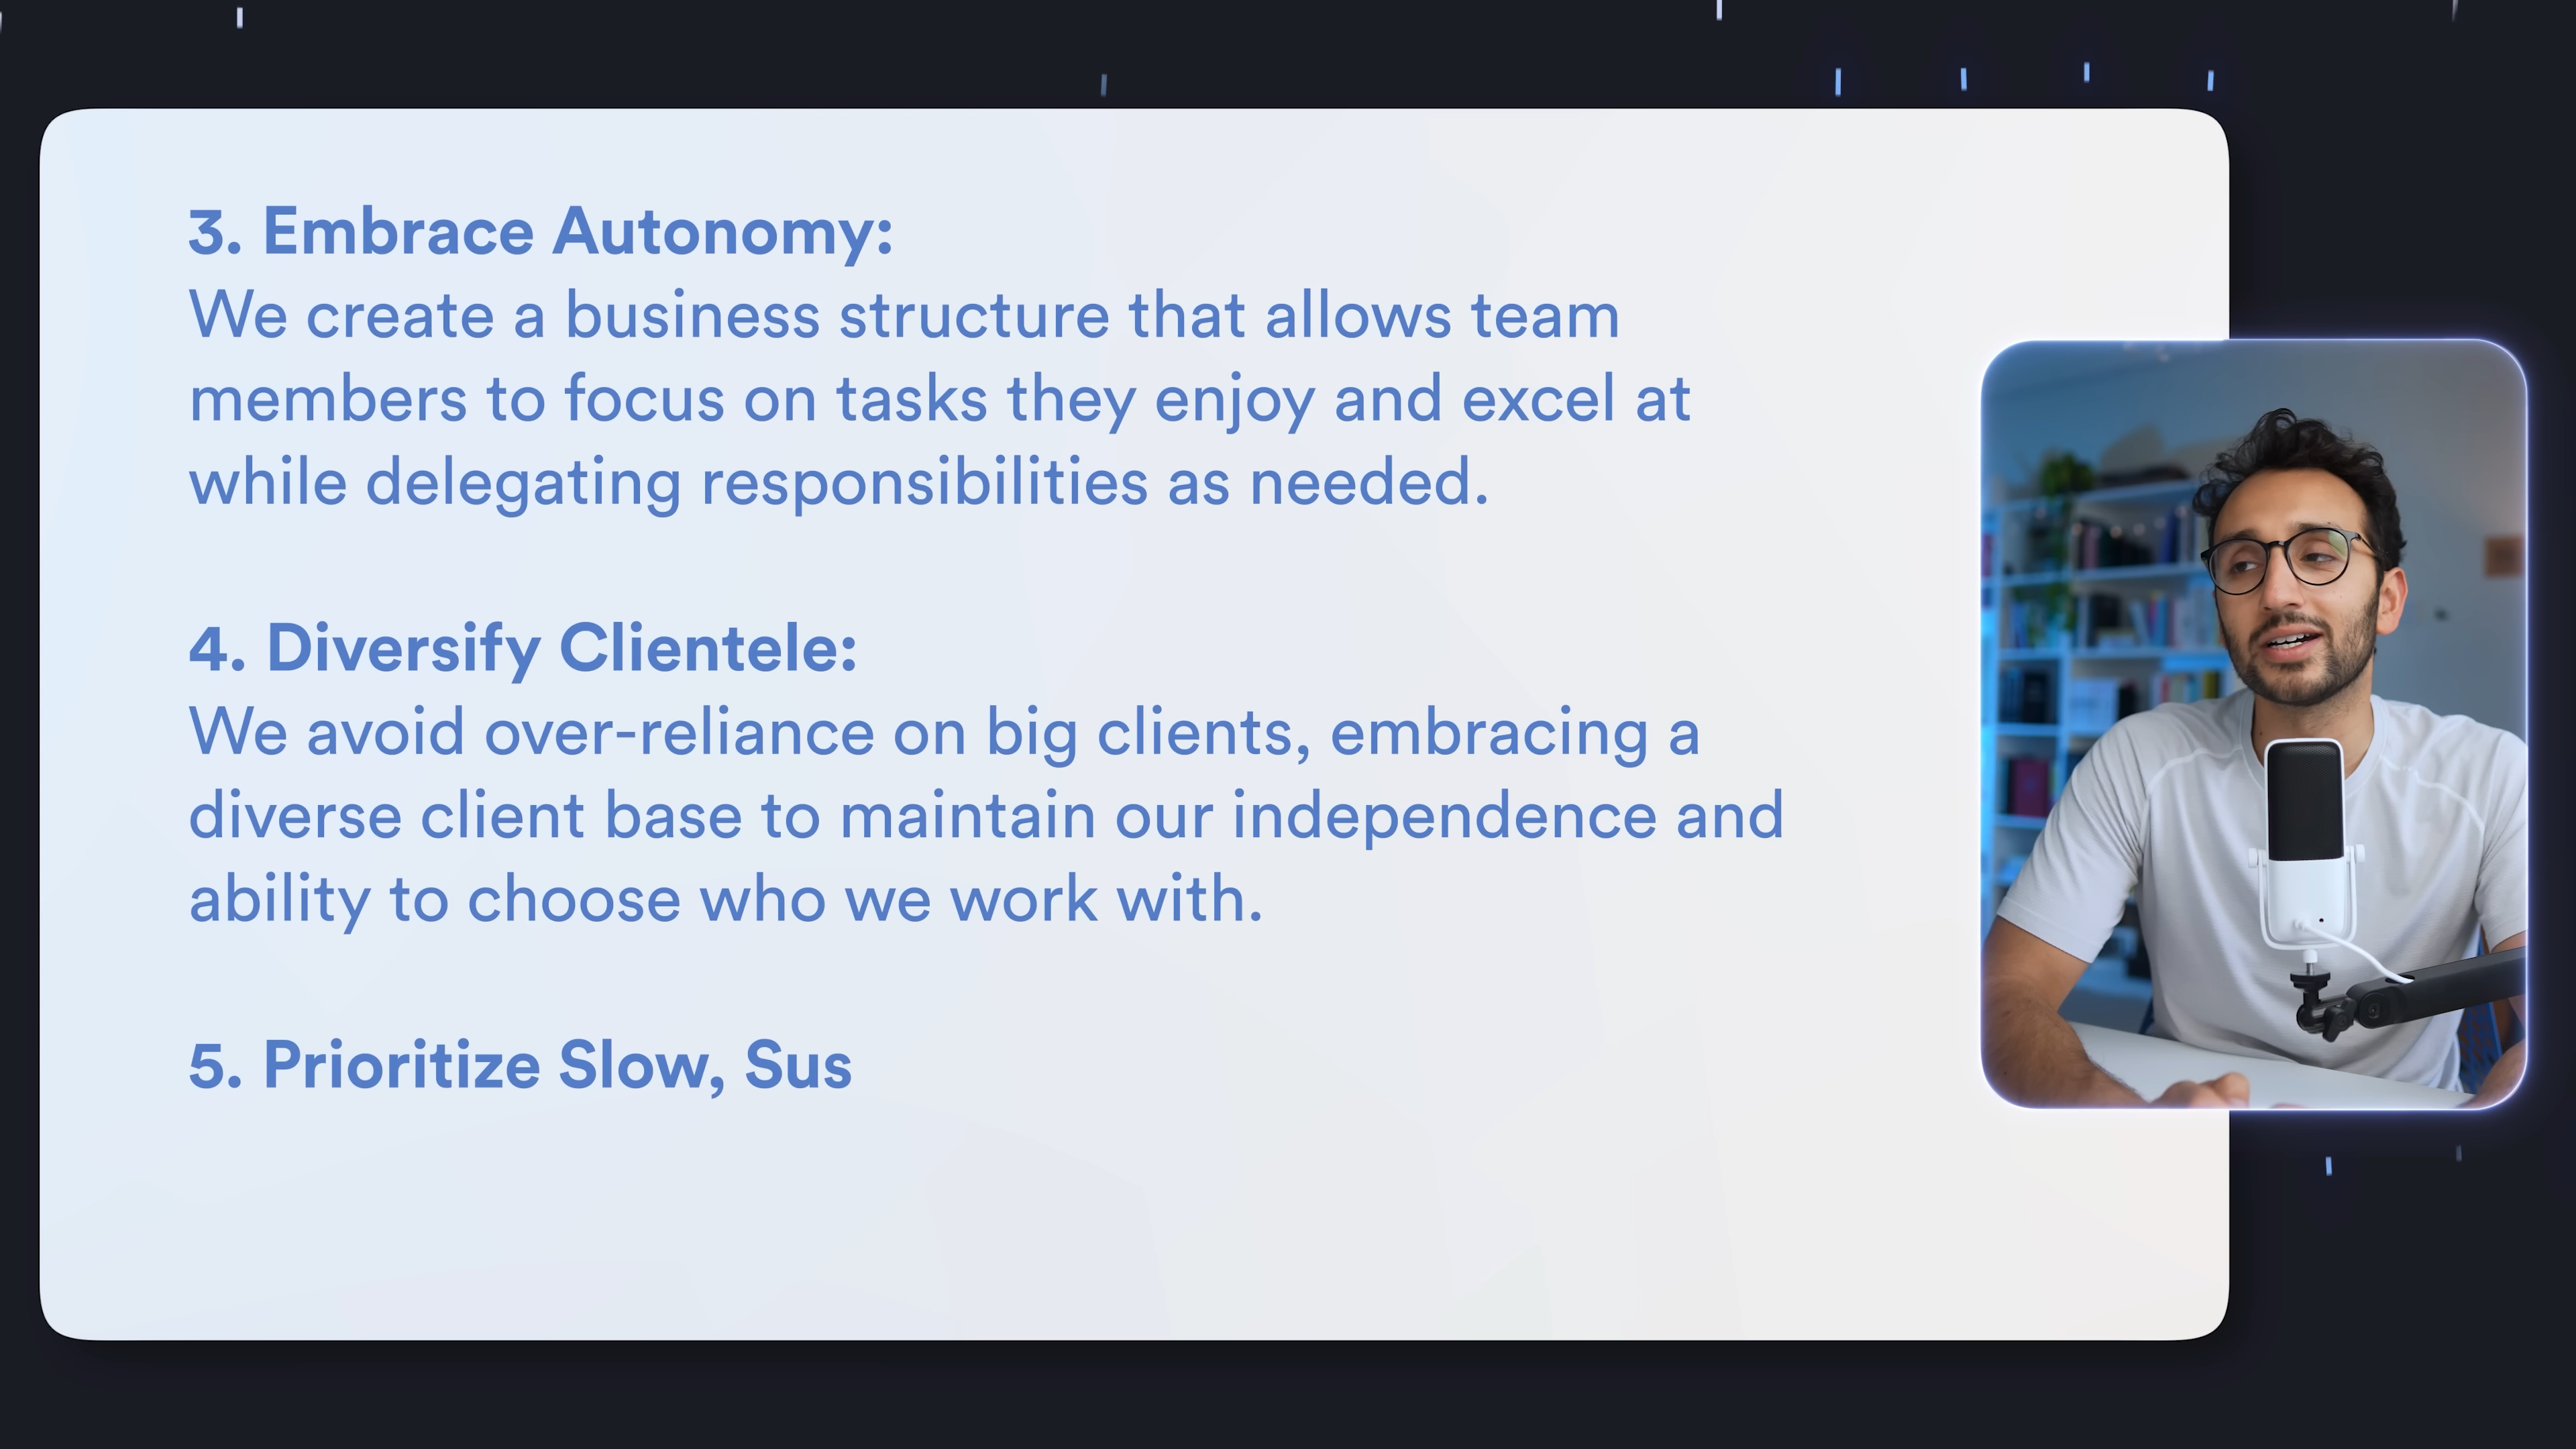 3. Embrace Autonomy:
We create a business structure that allows team
members to focus on tasks they enjoy and excel at
while delegating responsibilities as needed.
4. Diversify Clientele:
We avoid over-reliance on big clients, embracing a
diverse client base to maintain our independence and
ability to choose who we work with.
5. Prioritize Slow, Sus